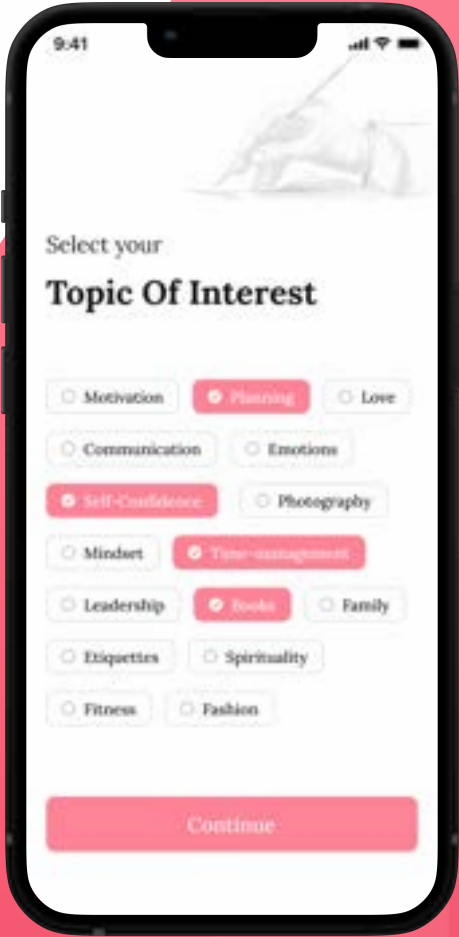 9:41
Select your
Topic Of Interest
Motivation Planning Love
Communication Emotions
Self-Confidence Photography
Mindset Time-management
Leadership Books Family
Etiquettes Spirituality
Fitness Fashion
Continue